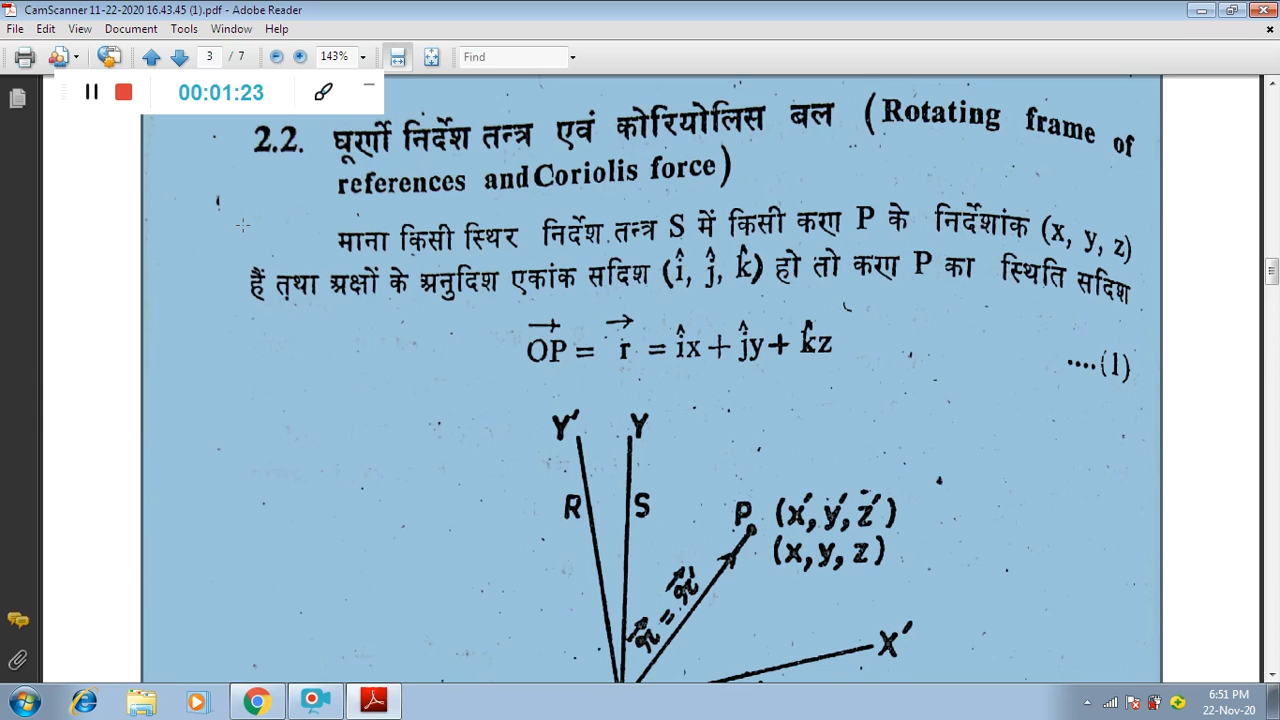 CamScanner 11-22-2020 16.43.45 (1).pdf - Adobe Reader
File Edit View Document Tools Window Help
3 / 7 143% Find
00:01:23
2.2. घूर्णी निर्देश तन्त्र एवं कोरियोलिस बल (Rotating frame of
references and Coriolis force)
माना किसी स्थिर निर्देश तन्त्र S में किसी कण P के निर्देशांक (x, y, z)
हैं तथा अक्षों के अनुदिश एकांक सदिश (î, ĵ, k̂) हो तो कण P का स्थिति सदिश
→OP = →r = îx + ĵy + k̂z ....(1)
Y′ Y
R S P (x′, y′, z′)
(x, y, z)
→r = →r′
X′
6:51 PM
22-Nov-20